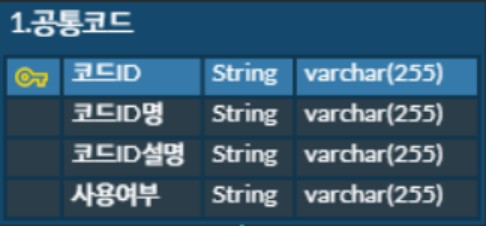 1.공통코드
코드ID String varchar(255)
코드ID명 String varchar(255)
코드ID설명 String varchar(255)
사용여부 String varchar(255)